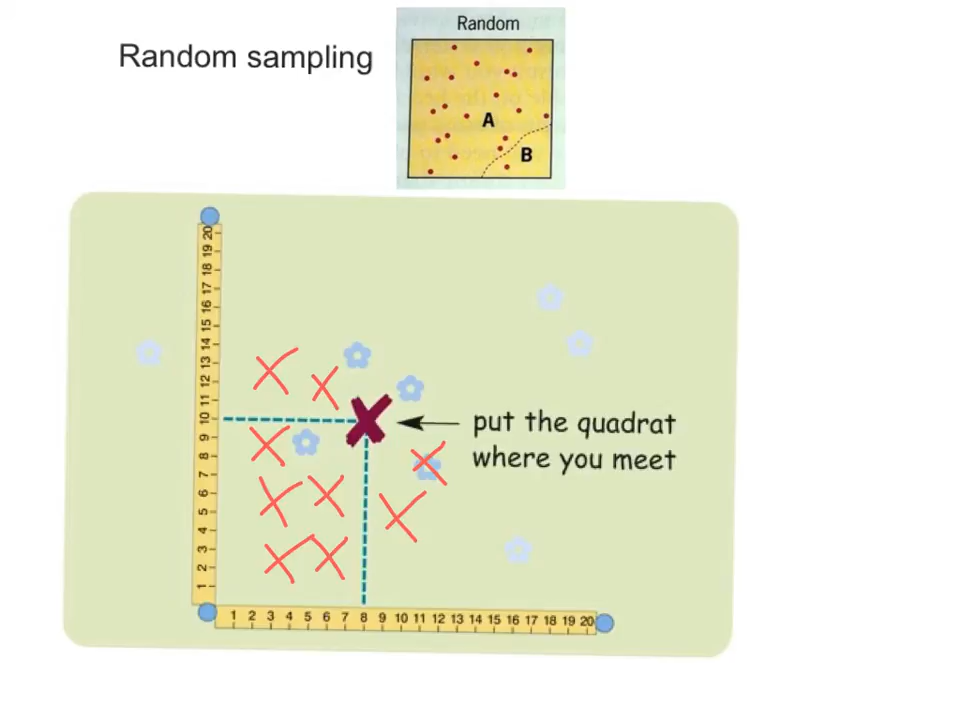 Random
Random sampling
A
B
20
19
18
17
16
15
14
13
12
11
10
9
8
7
6
5
4
3
2
1
put the quadrat
where you meet
1 2 3 4 5 6 7 8 9 10 11 12 13 14 15 16 17 18 19 20